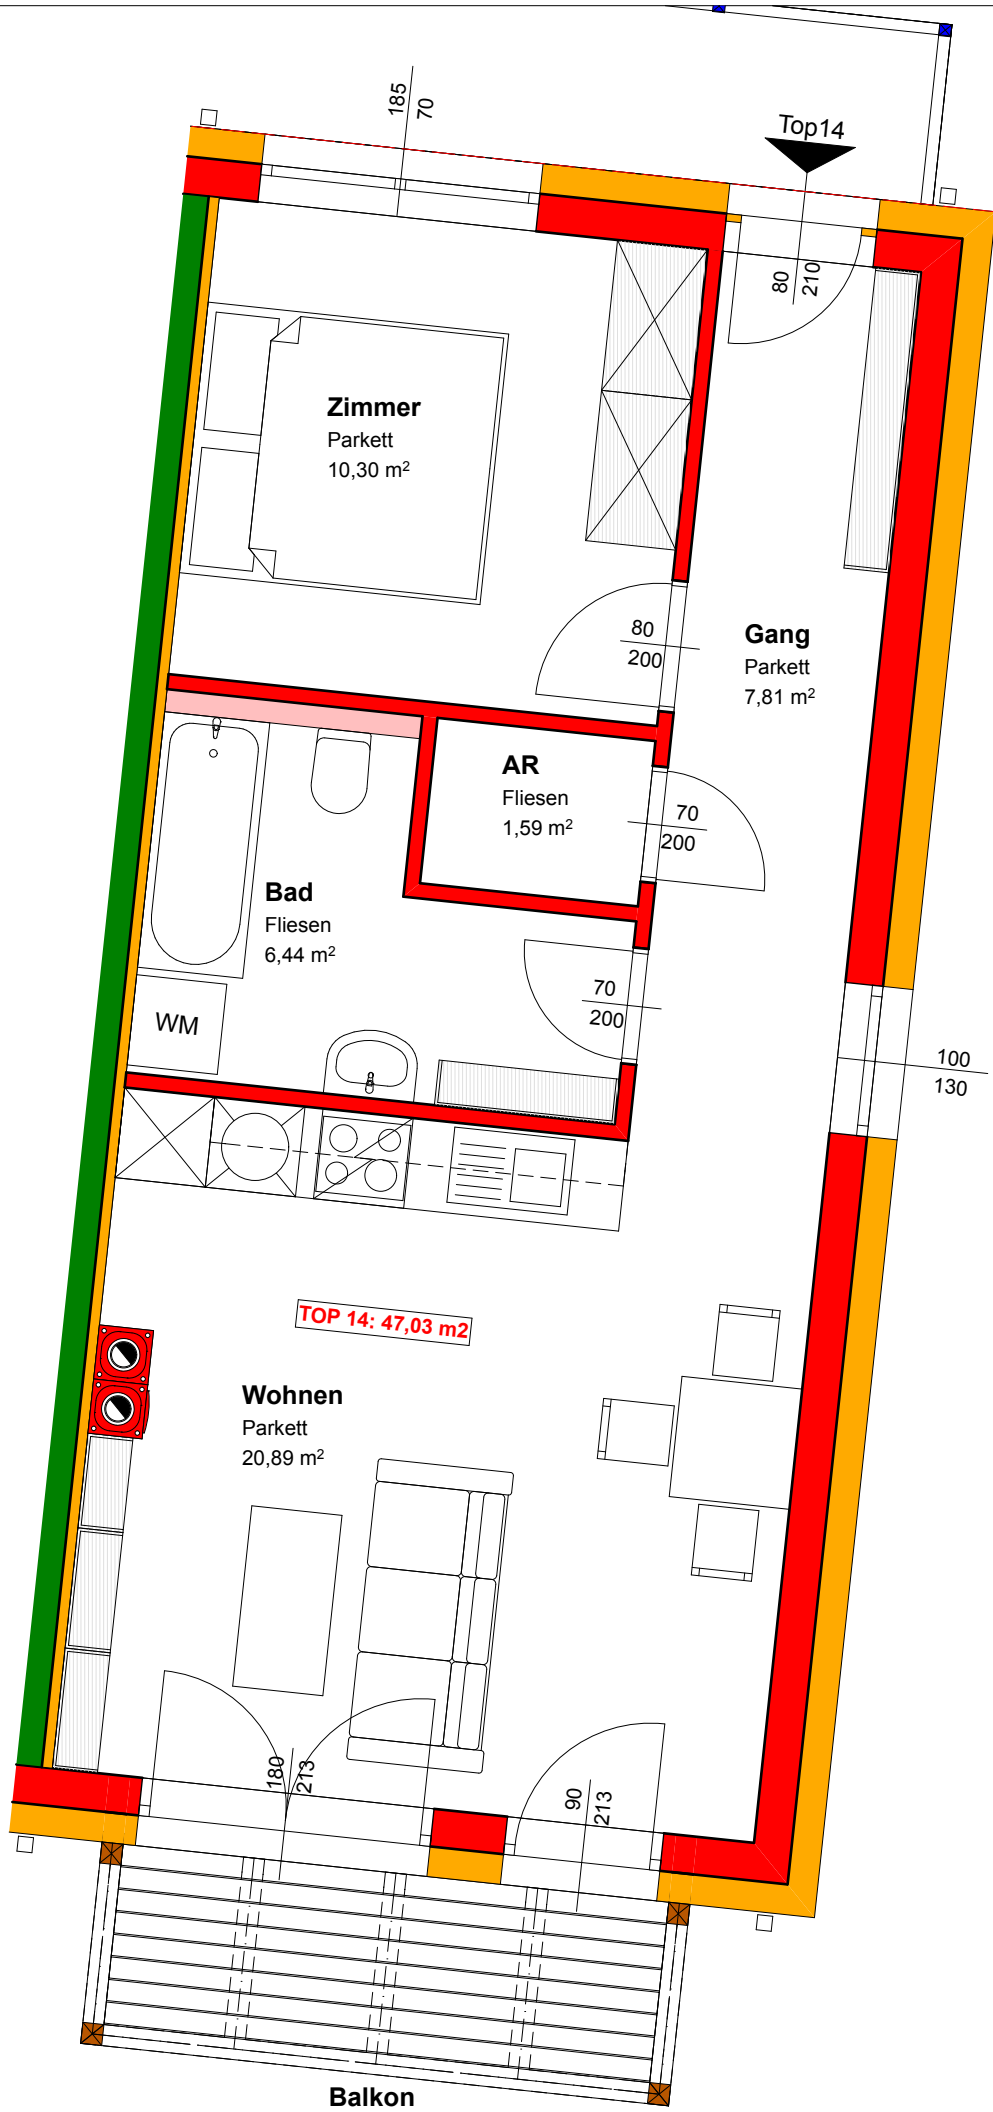 185
70
Top14
80
210
Zimmer
Parkett
10,30 m²
80
200
Gang
Parkett
7,81 m²
AR
Fliesen
1,59 m²
70
200
Bad
Fliesen
6,44 m²
70
200
WM
100
130
TOP 14: 47,03 m2
Wohnen
Parkett
20,89 m²
180
213
90
213
Balkon